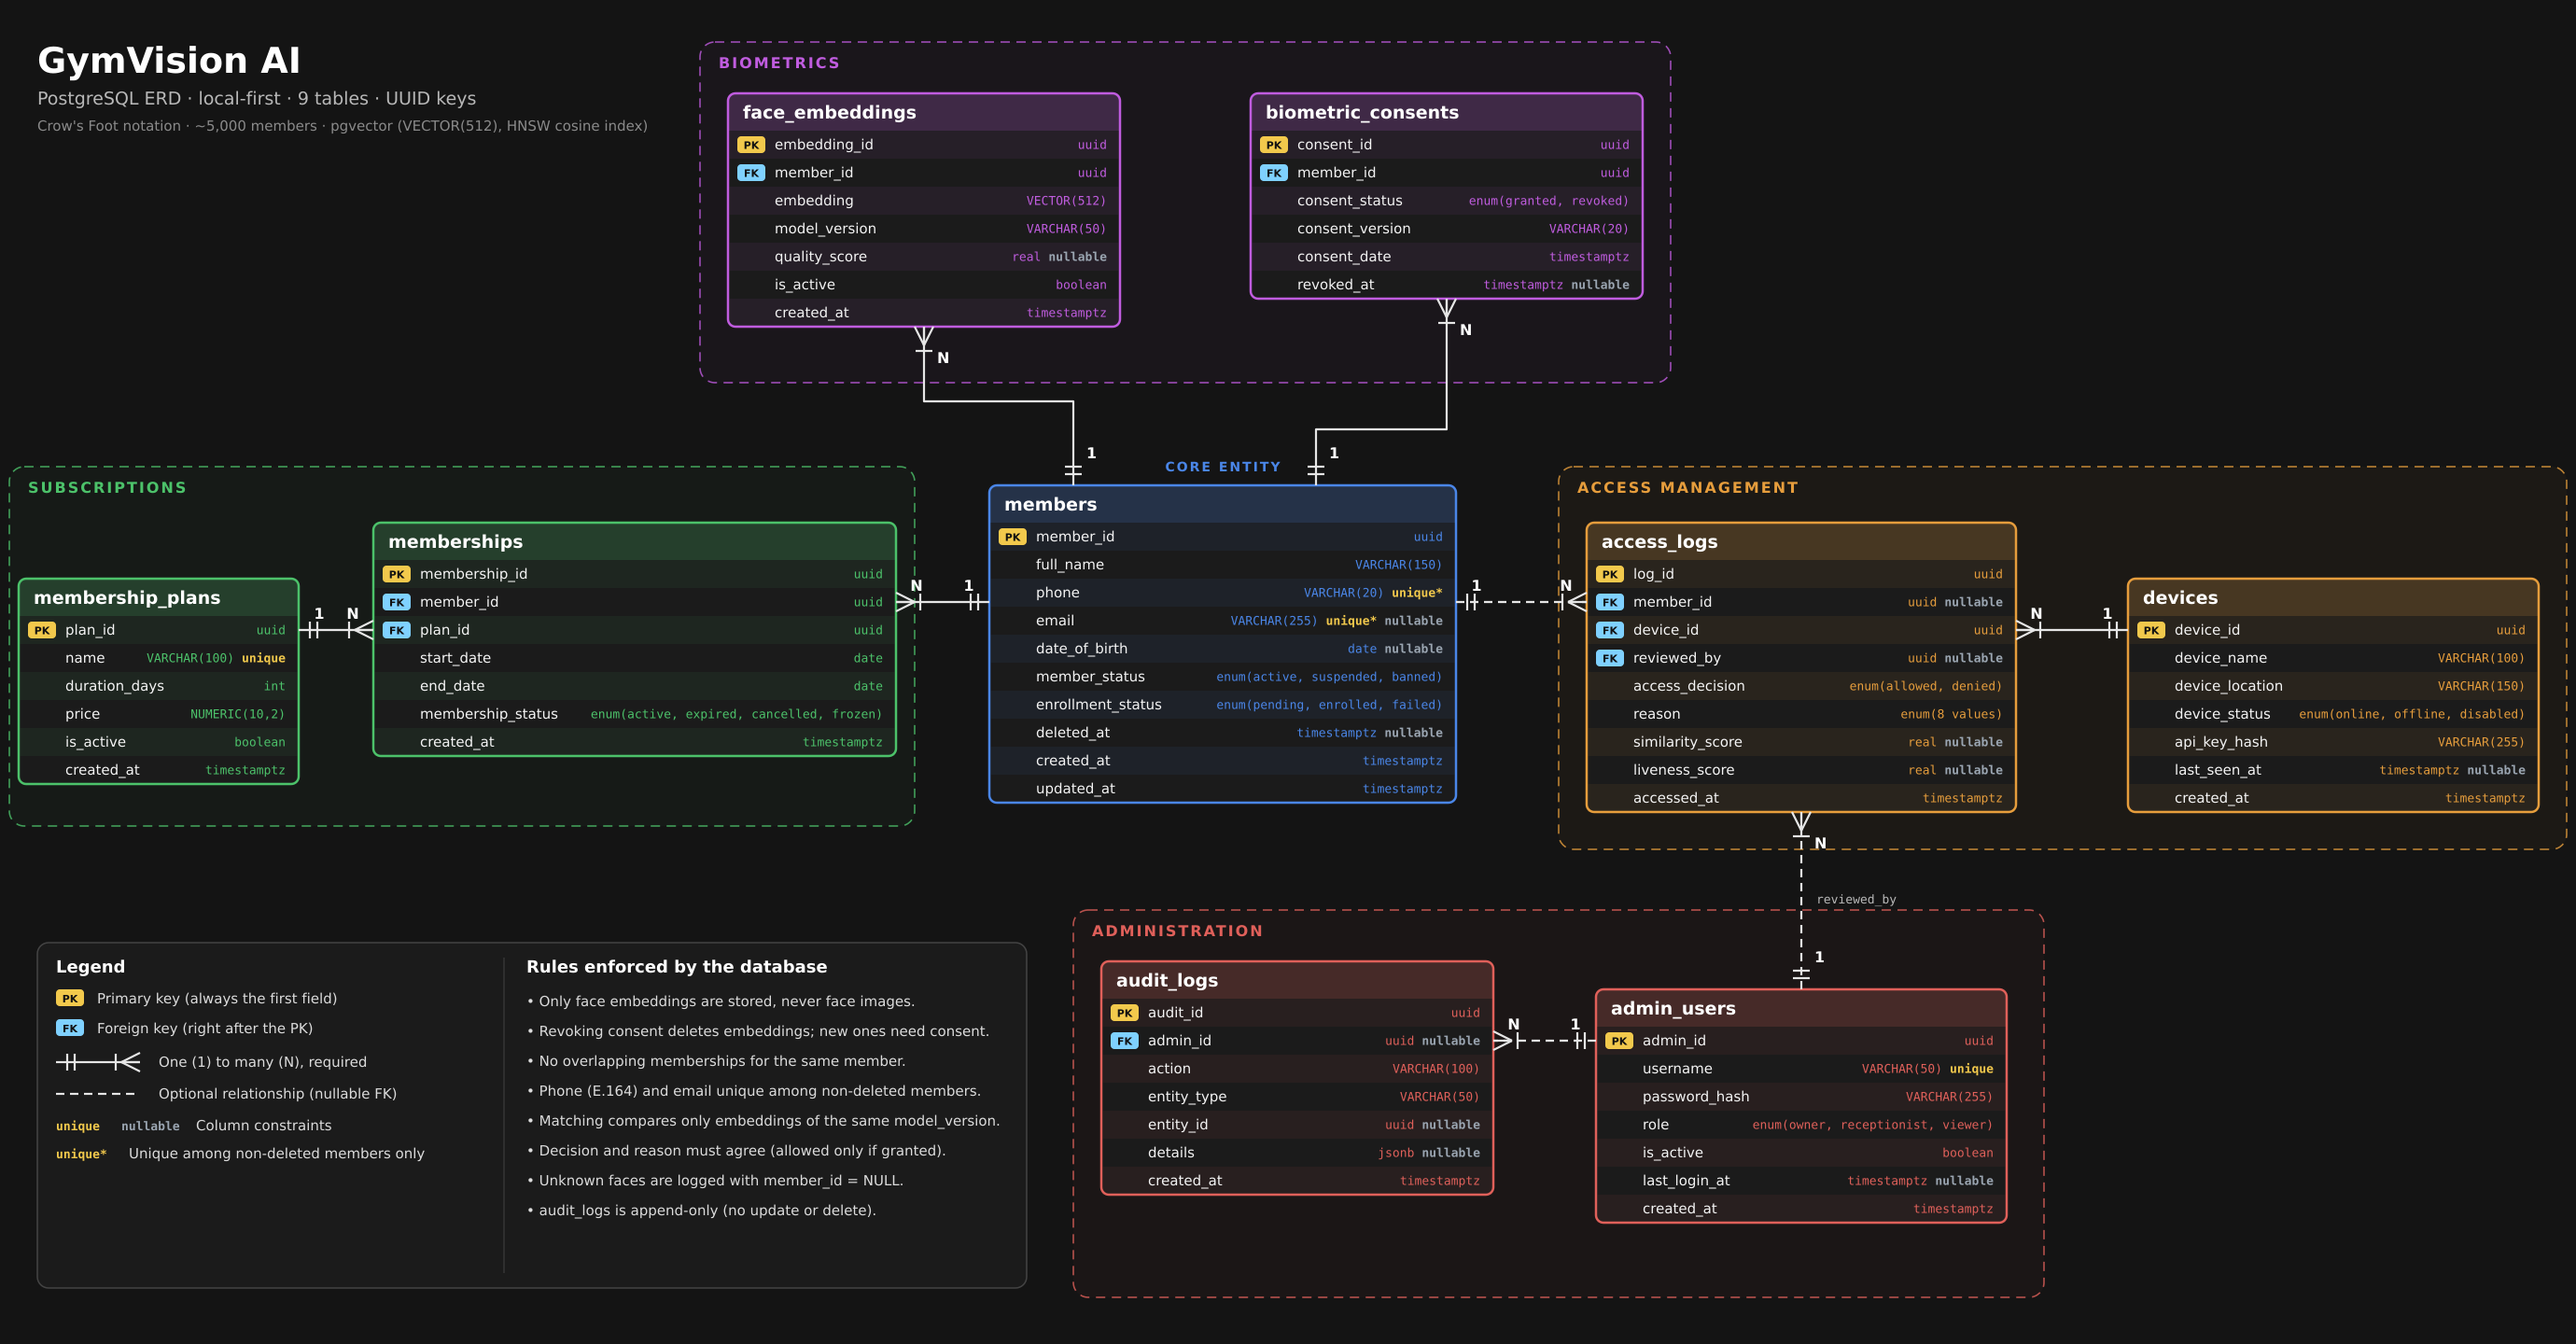 GymVision AI
PostgreSQL ERD · local-first · 9 tables · UUID keys
Crow's Foot notation · ~5,000 members · pgvector (VECTOR(512), HNSW cosine index)
BIOMETRICS
face_embeddings
PK embedding_id uuid
FK member_id uuid
embedding VECTOR(512)
model_version VARCHAR(50)
quality_score real nullable
is_active boolean
created_at timestamptz
N
1
biometric_consents
PK consent_id uuid
FK member_id uuid
consent_status enum(granted, revoked)
consent_version VARCHAR(20)
consent_date timestamptz
revoked_at timestamptz nullable
N
1
SUBSCRIPTIONS
membership_plans
PK plan_id uuid
name VARCHAR(100) unique
duration_days int
price NUMERIC(10,2)
is_active boolean
created_at timestamptz
1 N
memberships
PK membership_id uuid
FK member_id uuid
FK plan_id uuid
start_date date
end_date date
membership_status enum(active, expired, cancelled, frozen)
created_at timestamptz
N 1
CORE ENTITY
members
PK member_id uuid
full_name VARCHAR(150)
phone VARCHAR(20) unique*
email VARCHAR(255) unique* nullable
date_of_birth date nullable
member_status enum(active, suspended, banned)
enrollment_status enum(pending, enrolled, failed)
deleted_at timestamptz nullable
created_at timestamptz
updated_at timestamptz
1 N
ACCESS MANAGEMENT
access_logs
PK log_id uuid
FK member_id uuid nullable
FK device_id uuid
FK reviewed_by uuid nullable
access_decision enum(allowed, denied)
reason enum(8 values)
similarity_score real nullable
liveness_score real nullable
accessed_at timestamptz
N 1
devices
PK device_id uuid
device_name VARCHAR(100)
device_location VARCHAR(150)
device_status enum(online, offline, disabled)
api_key_hash VARCHAR(255)
last_seen_at timestamptz nullable
created_at timestamptz
N
reviewed_by
1
Legend
PK Primary key (always the first field)
FK Foreign key (right after the PK)
One (1) to many (N), required
Optional relationship (nullable FK)
unique nullable Column constraints
unique* Unique among non-deleted members only
Rules enforced by the database
• Only face embeddings are stored, never face images.
• Revoking consent deletes embeddings; new ones need consent.
• No overlapping memberships for the same member.
• Phone (E.164) and email unique among non-deleted members.
• Matching compares only embeddings of the same model_version.
• Decision and reason must agree (allowed only if granted).
• Unknown faces are logged with member_id = NULL.
• audit_logs is append-only (no update or delete).
ADMINISTRATION
audit_logs
PK audit_id uuid
FK admin_id uuid nullable
action VARCHAR(100)
entity_type VARCHAR(50)
entity_id uuid nullable
details jsonb nullable
created_at timestamptz
N 1
admin_users
PK admin_id uuid
username VARCHAR(50) unique
password_hash VARCHAR(255)
role enum(owner, receptionist, viewer)
is_active boolean
last_login_at timestamptz nullable
created_at timestamptz